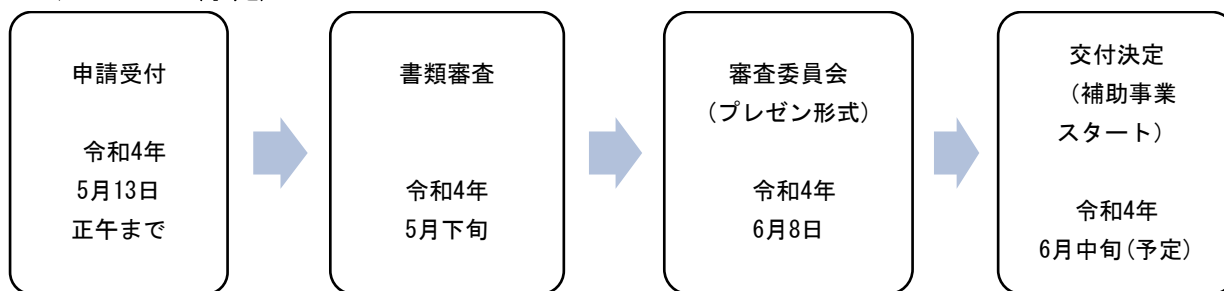 申請受付
令和4年
5月13日
正午まで
書類審査
令和4年
5月下旬
審査委員会
（プレゼン形式）
令和4年
6月8日
交付決定
（補助事業
スタート）
令和4年
6月中旬(予定)